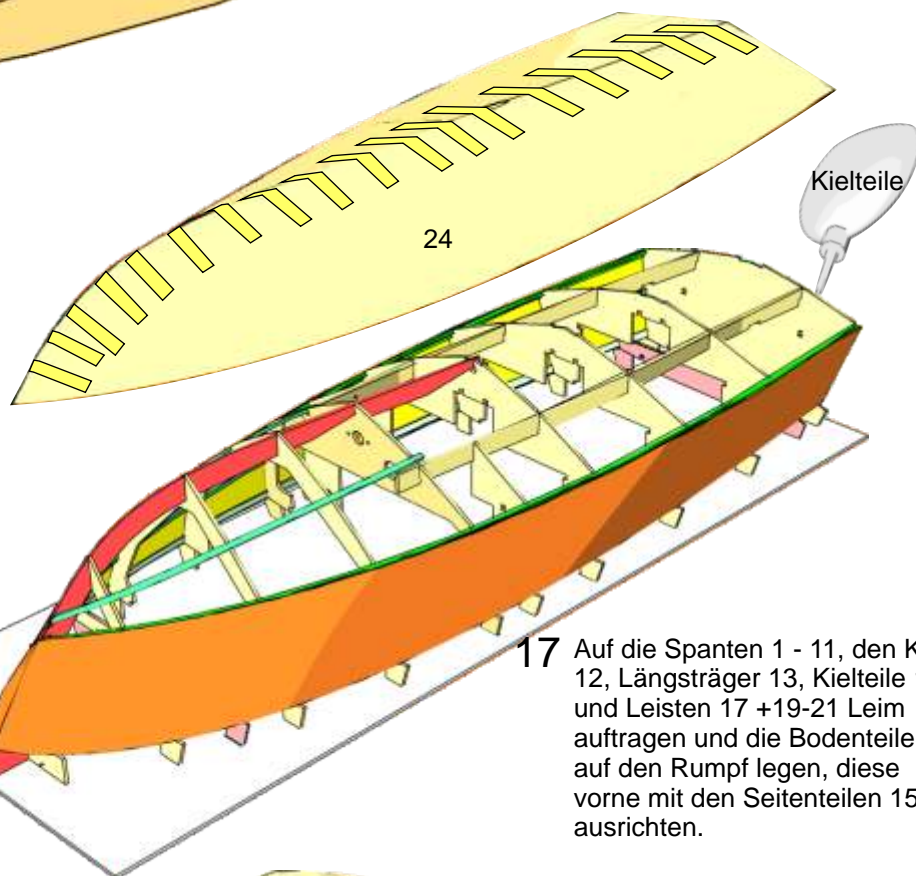 Kielteile
24
17 Auf die Spanten 1 - 11, den
12, Längsträger 13, Kielteile
und Leisten 17 +19-21 Leim
auftragen und die Bodenteile
auf den Rumpf legen, diese
vorne mit den Seitenteilen 15
ausrichten.